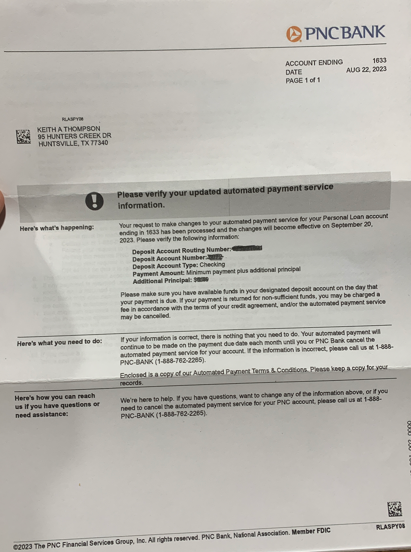 PNCBANK
ACCOUNT ENDING 1633
DATE AUG 22, 2023
PAGE 1 of 1
RLASPY08
KEITH A THOMPSON
95 HUNTERS CREEK DR
HUNTSVILLE, TX 77340
Please verify your updated automated payment service
information.
Here's what's happening:
Your request to make changes to your automated payment service for your Personal Loan account
ending in 1633 has been processed and the changes will become effective on September 20,
2023. Please verify the following information:
Deposit Account Routing Number:
Deposit Account Number:
Deposit Account Type: Checking
Payment Amount: Minimum payment plus additional principal
Additional Principal:
Please make sure you have available funds in your designated deposit account on the day that
your payment is due. If your payment is returned for non-sufficient funds, you may be charged a
fee in accordance with the terms of your credit agreement, and/or the automated payment service
may be cancelled.
Here's what you need to do:
If your information is correct, there is nothing that you need to do. Your automated payment will
continue to be made on the payment due date each month until you or PNC Bank cancel the
automated payment service for your account. If the information is incorrect, please call us at 1-888-
PNC-BANK (1-888-762-2265).
Enclosed is a copy of our Automated Payment Terms & Conditions. Please keep a copy for your
records.
Here's how you can reach
us if you have questions or
need assistance:
We're here to help. If you have questions, want to change any of the information above, or if you
need to cancel the automated payment service for your PNC account, please call us at 1-888-
PNC-BANK (1-888-762-2265).
RLASPY08
©2023 The PNC Financial Services Group, Inc. All rights reserved. PNC Bank, National Association. Member FDIC